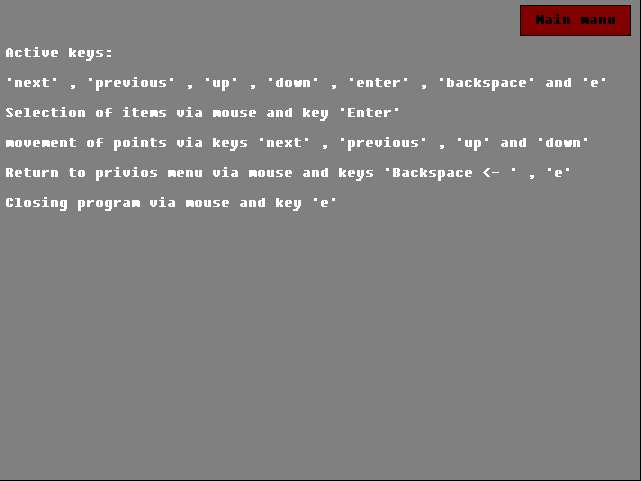 Main manu
Active keys:
'next' , 'previous' , 'up' , 'down' , 'enter' , 'backspace' and 'e'
Selection of items via mouse and key 'Enter'
movement of points via keys 'next' , 'previous' , 'up' and 'down'
Return to privios menu via mouse and keys 'Backspace <- ' , 'e'
Closing program via mouse and key 'e'